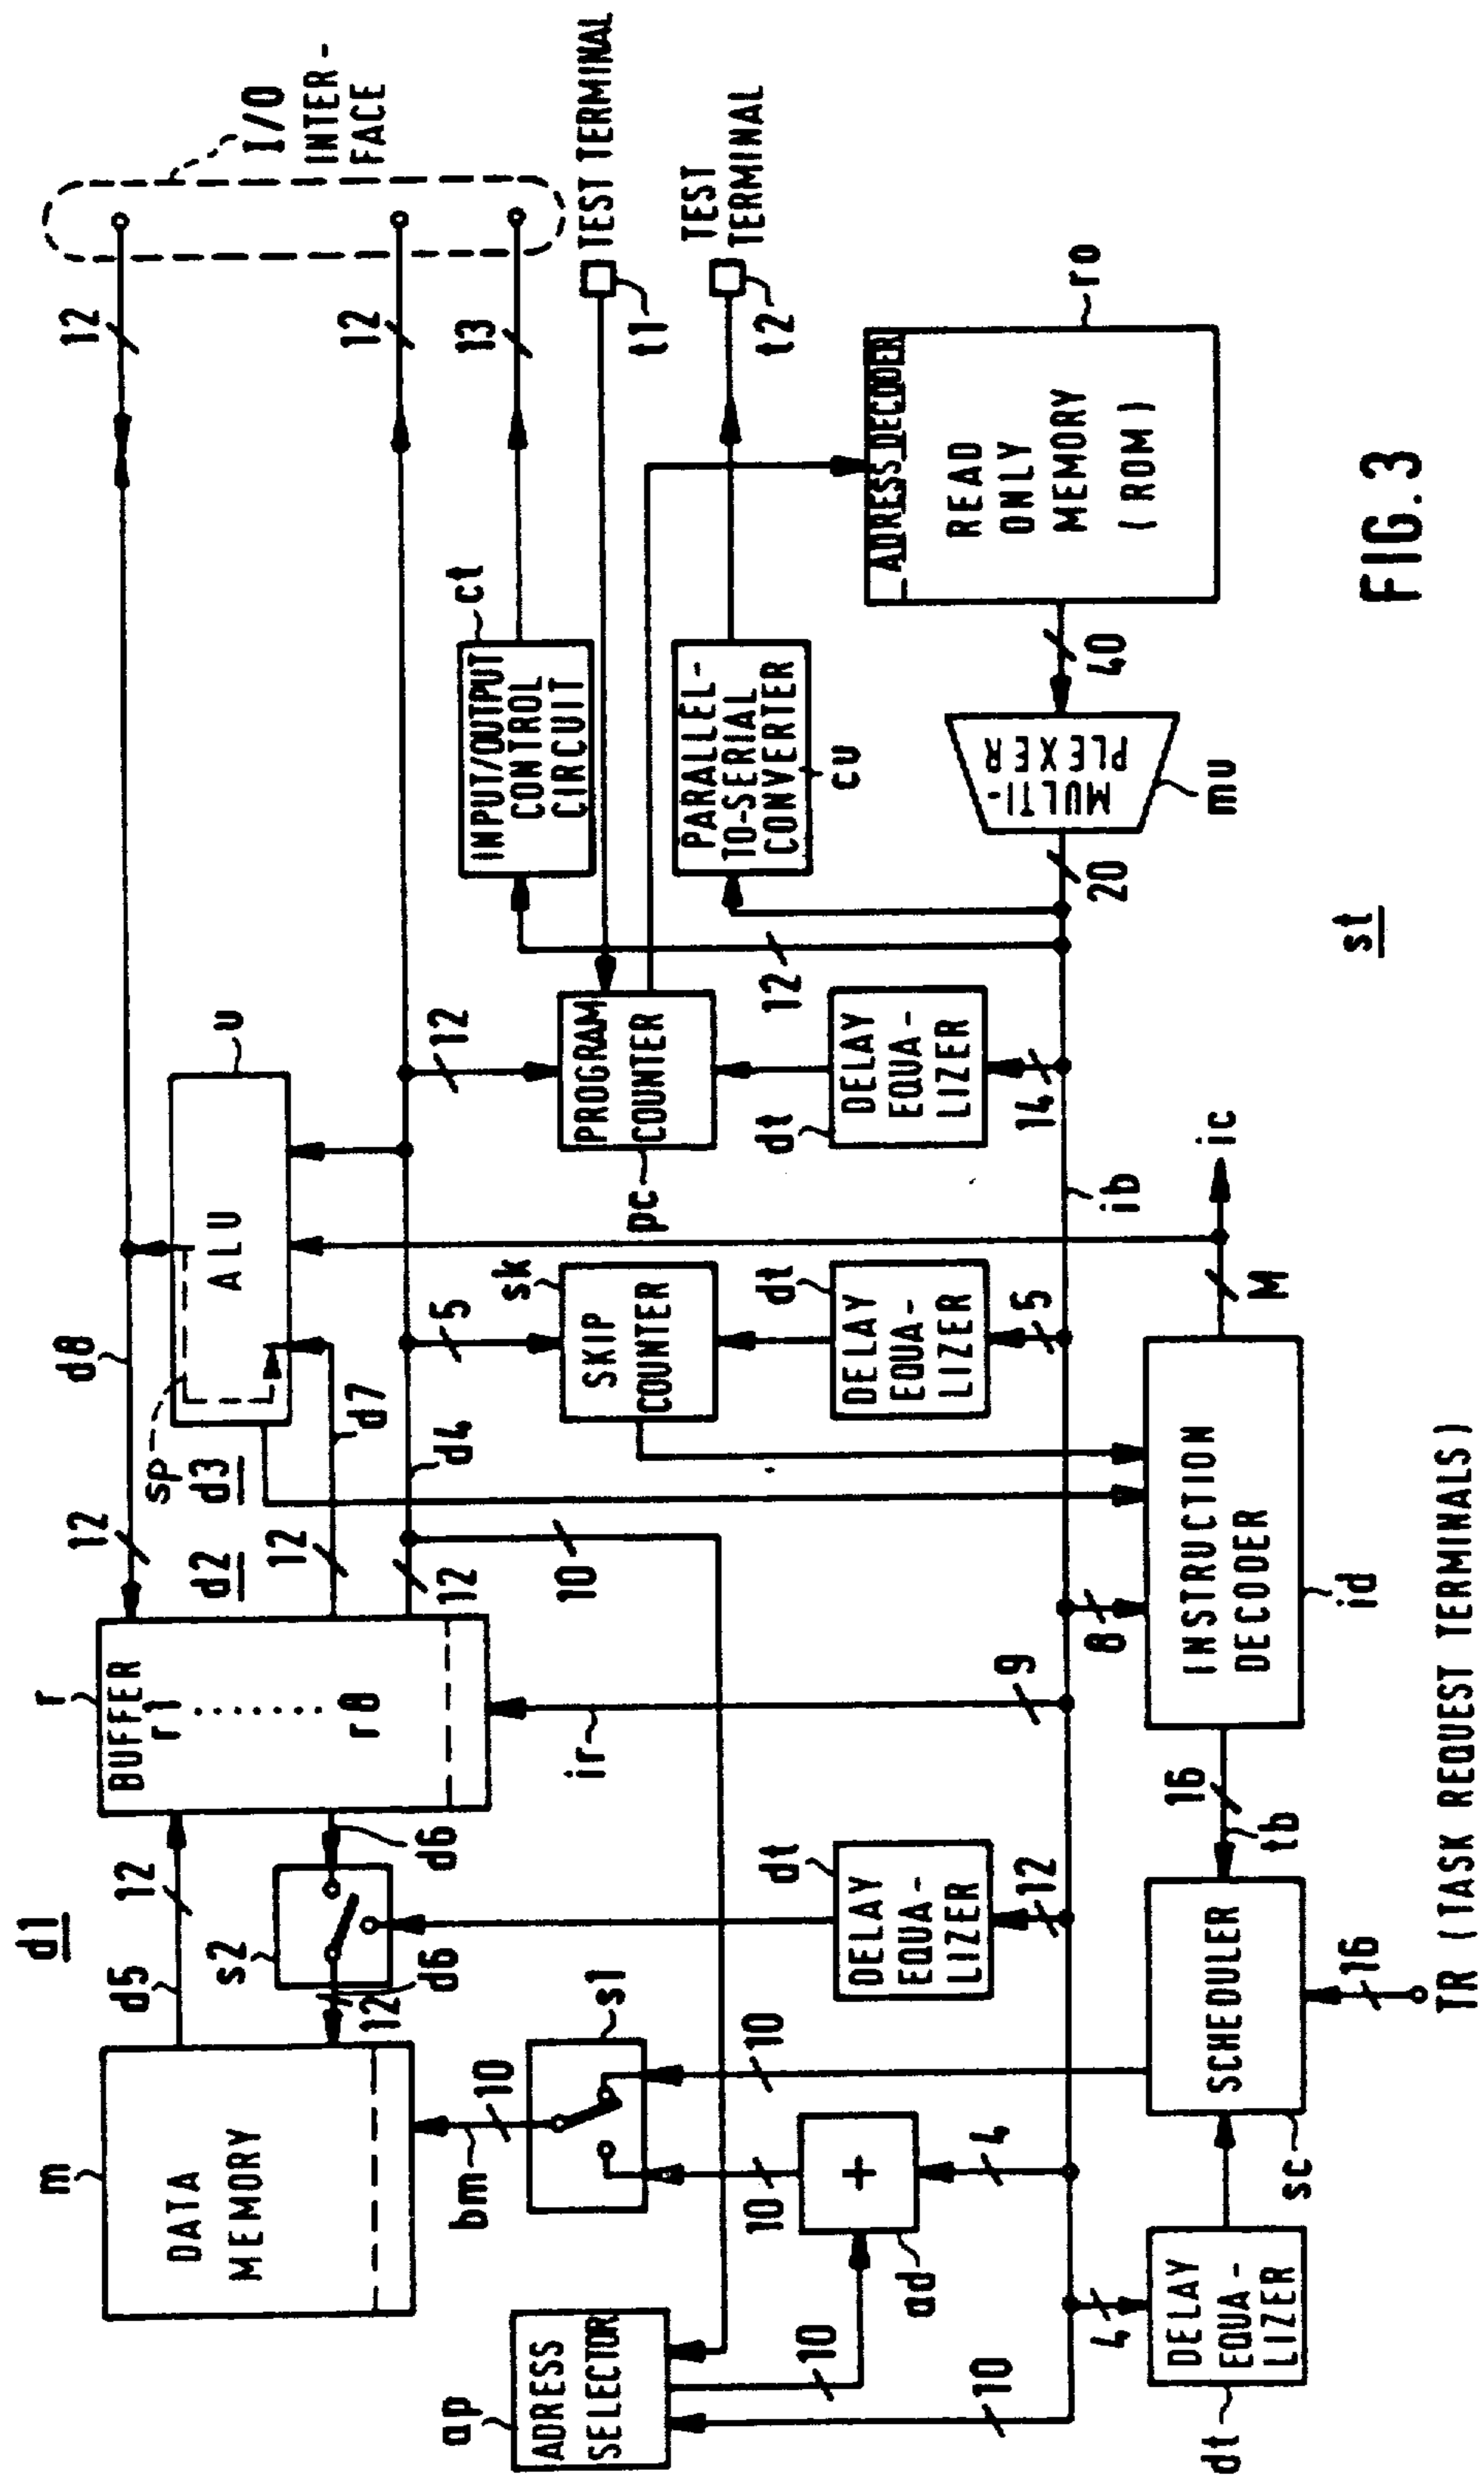 d1
m
DATA
MEMORY
d5
12
r
BUFFER
r1
r8
s2
d6
d6
12
d2
12
12
12
d8
sp
d3
d7
d4
ALU
u
12
12
13
I/O
INTER-
FACE
bm
10
s1
ap
ADRESS
SELECTOR
10
10
ad
+
10
4
10
10
ir
9
dt
DELAY
EQUA-
LIZER
12
sk
SKIP
COUNTER
5
dt
DELAY
EQUA-
LIZER
5
12
PROGRAM
COUNTER
pc
dt
DELAY
EQUA-
LIZER
14
INPUT/OUTPUT
CONTROL
CIRCUIT
ct
12
TEST TERMINAL
t1
PARALLEL-
TO-SERIAL
CONVERTER
cv
TEST
TERMINAL
t2
ADRESS DECODER
READ
ONLY
MEMORY
(ROM)
ro
40
MULTI-
PLEXER
mu
20
ib
dt
DELAY
EQUA-
LIZER
4
SCHEDULER
sc
16
TR (TASK REQUEST TERMINALS)
16
tb
8
INSTRUCTION
DECODER
id
M
ic
st
FIG. 3